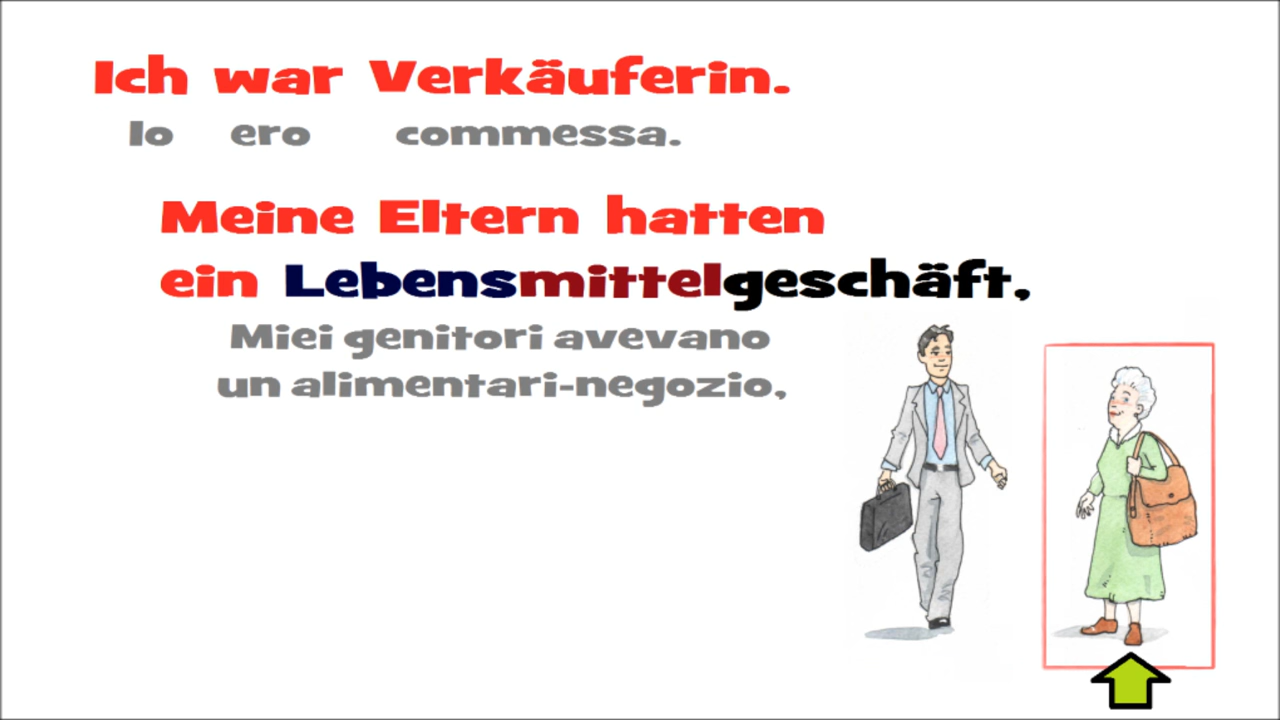 Ich war Verkäuferin.
Io ero commessa.
Meine Eltern hatten
ein Lebensmittelgeschäft,
Miei genitori avevano
un alimentari-negozio,